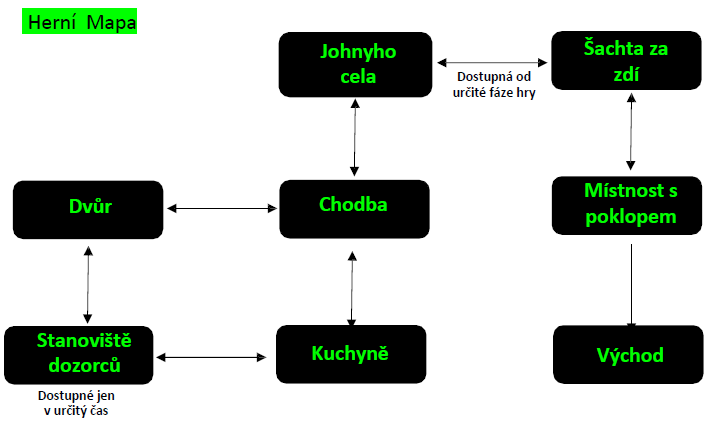 Herní Mapa
Johnyho
cela
Dostupná od
určité fáze hry
Šachta za
zdí
Dvůr
Chodba
Místnost s
poklopem
Stanoviště
dozorců
Dostupné jen
v určitý čas
Kuchyně
Východ